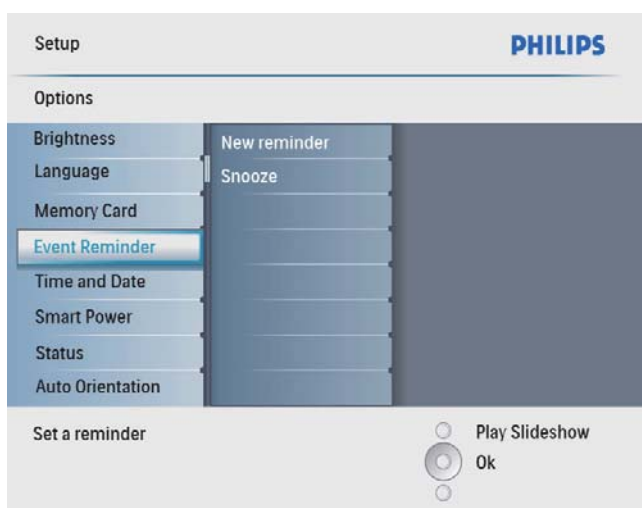 Setup
PHILIPS
Options
Brightness
Language
Memory Card
Event Reminder
Time and Date
Smart Power
Status
Auto Orientation
New reminder
Snooze
Set a reminder
Play Slideshow
Ok